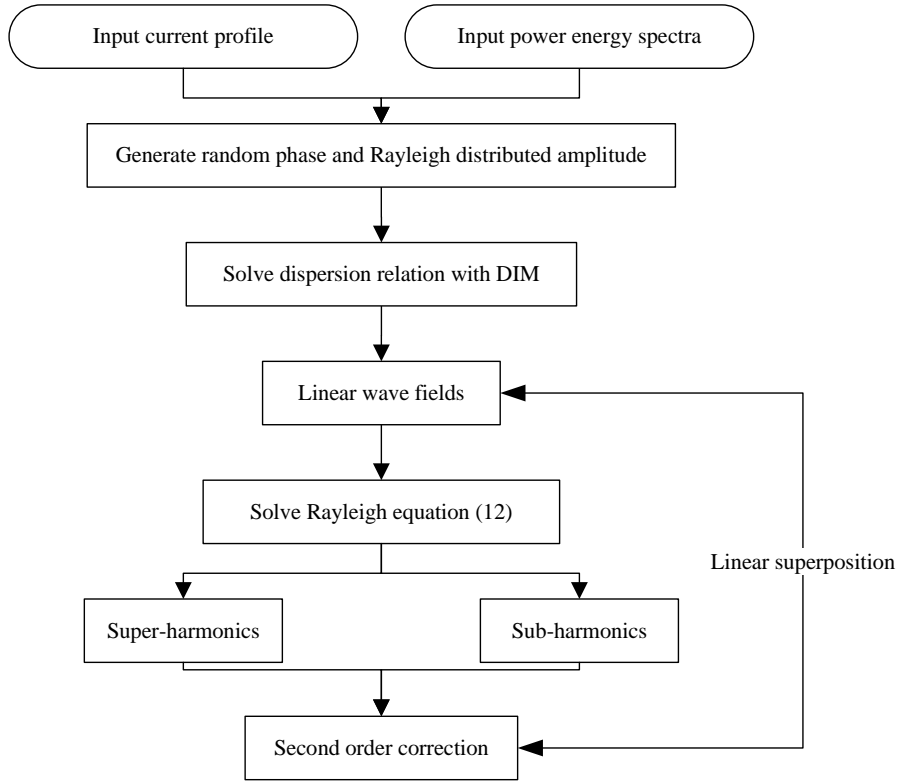 Input current profile
Input power energy spectra
Generate random phase and Rayleigh distributed amplitude
Solve dispersion relation with DIM
Linear wave fields
Solve Rayleigh equation (12)
Linear superposition
Super-harmonics
Sub-harmonics
Second order correction